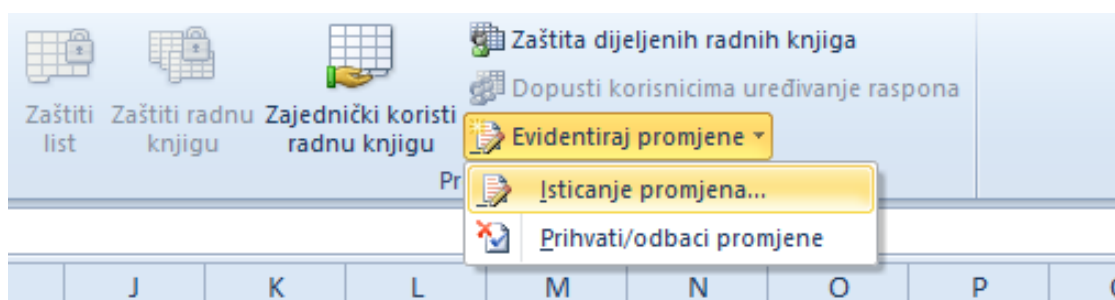 Zaštiti
list
Zaštiti radnu
knjigu
Zajednički koristi
radnu knjigu
Zaštita dijeljenih radnih knjiga
Dopusti korisnicima uređivanje raspona
Evidentiraj promjene
Pr
Isticanje promjena...
Prihvati/odbaci promjene
J K L M N O P